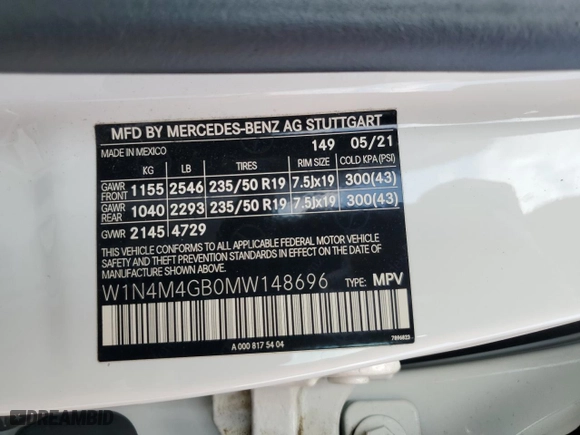 MFD BY MERCEDES-BENZ AG STUTTGART
MADE IN MEXICO 149 05/21
KG LB TIRES RIM SIZE COLD KPA (PSI)
GAWR FRONT 1155 2546 235/50 R19 7.5Jx19 300(43)
GAWR REAR 1040 2293 235/50 R19 7.5Jx19 300(43)
GVWR 2145 4729
THIS VEHICLE CONFORMS TO ALL APPLICABLE FEDERAL MOTOR VEHICLE
SAFETY AND THEFT PREVENTION STANDARDS IN EFFECT ON THE DATE OF
MANUFACTURE SHOWN ABOVE.
W1N4M4GB0MW148696 TYPE: MPV
A 000 817 54 04
7896823
DREAMBID